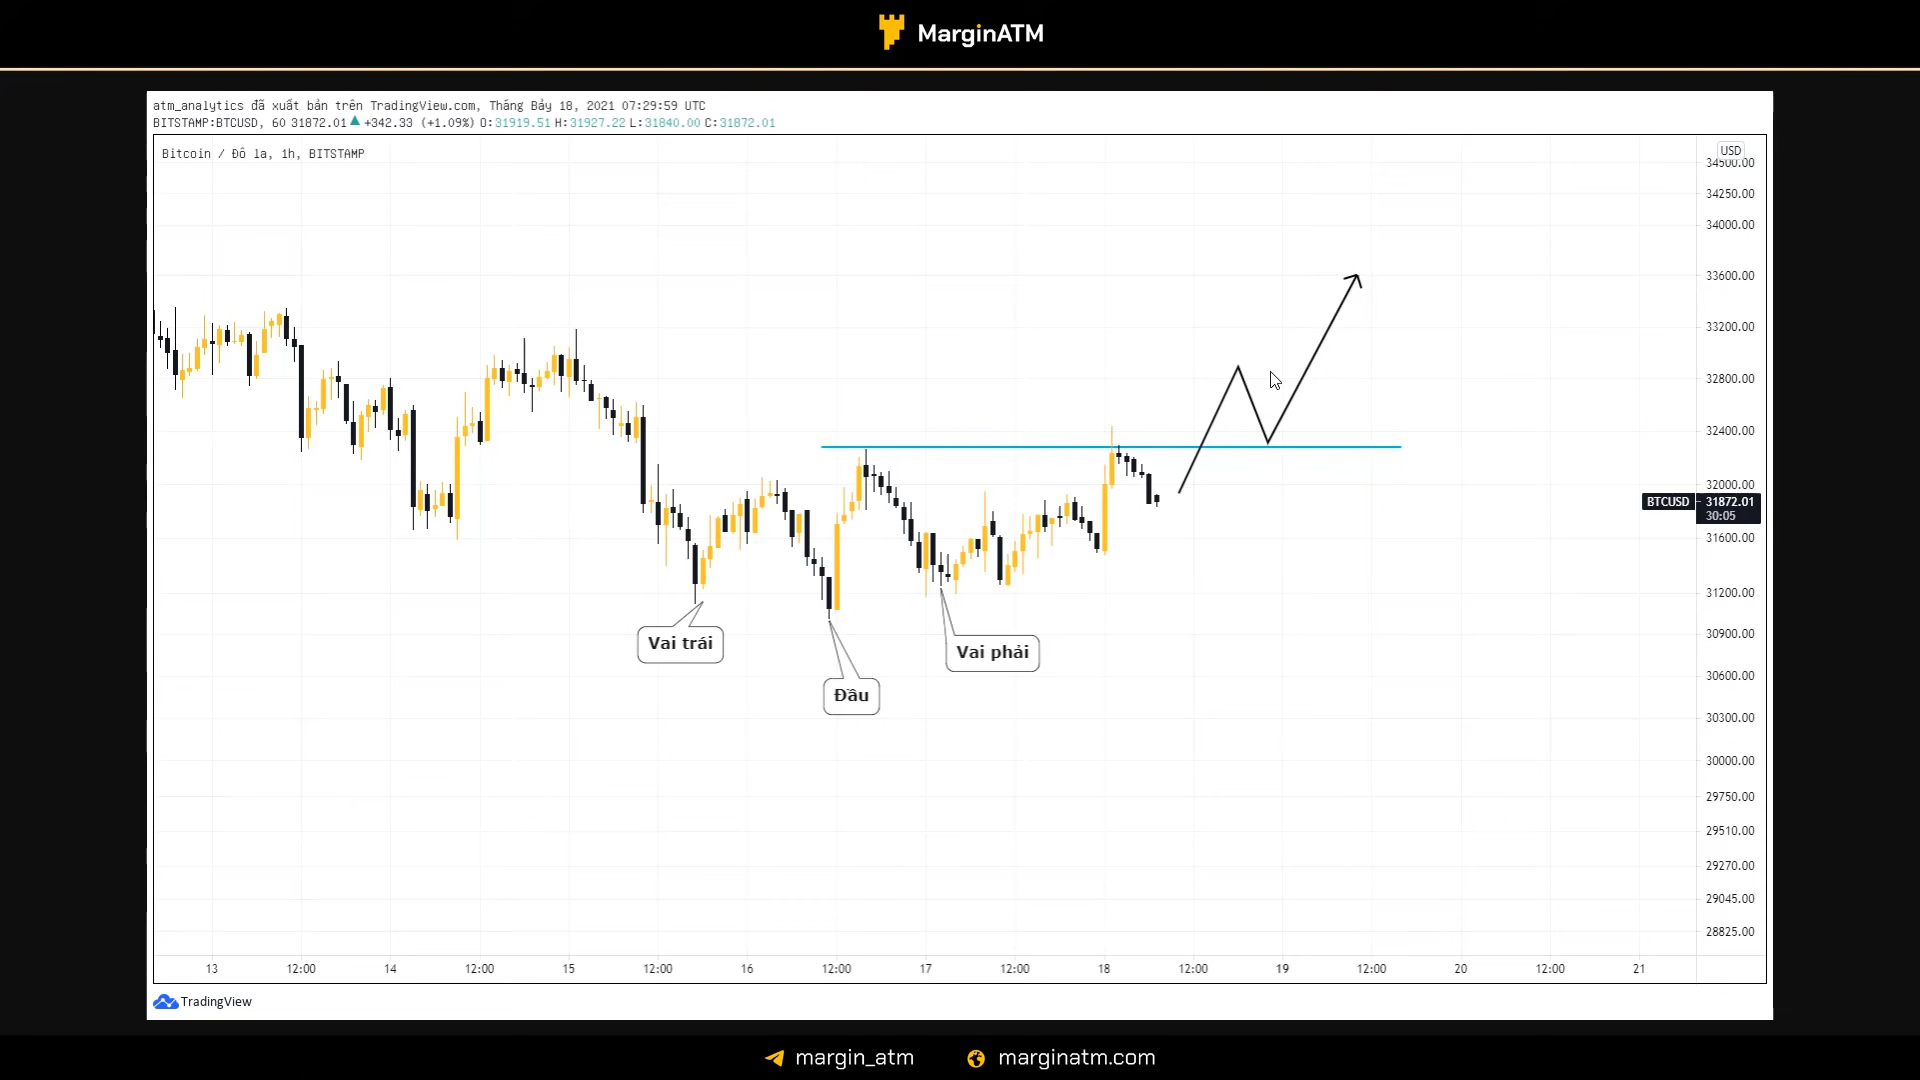 MarginATM
atm_analytics đã xuất bản trên TradingView.com, Tháng Bảy 18, 2021 07:29:59 UTC
BITSTAMP:BTCUSD, 60 31872.01 ▲ +342.33 (+1.09%) O:31919.51 H:31927.22 L:31840.00 C:31872.01
Bitcoin / Đô la, 1h, BITSTAMP
USD
34500.00
34250.00
34000.00
33600.00
33200.00
32800.00
32400.00
32000.00
BTCUSD 31872.01
30:05
31600.00
31200.00
30900.00
30600.00
30300.00
30000.00
29750.00
29510.00
29270.00
29045.00
28825.00
Vai trái
Đầu
Vai phải
13 12:00 14 12:00 15 12:00 16 12:00 17 12:00 18 12:00 19 12:00 20 12:00 21
TradingView
margin_atm marginatm.com